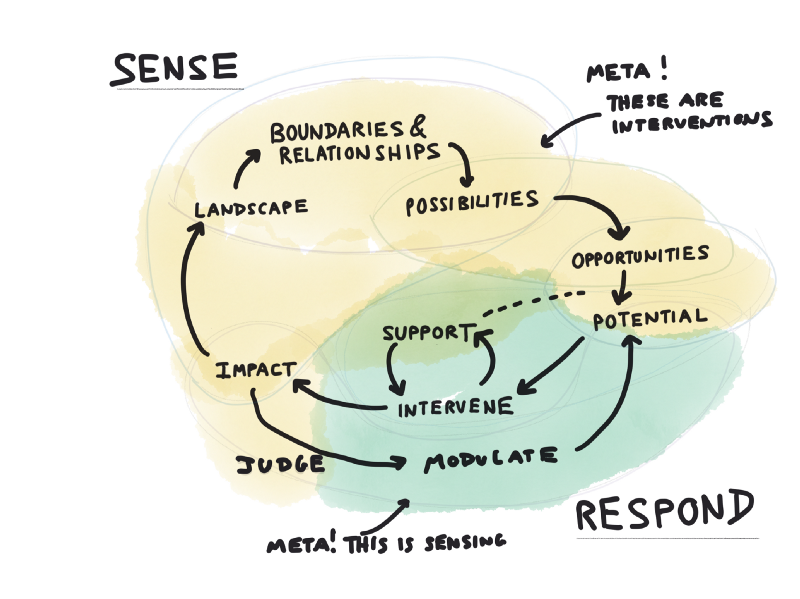 SENSE
META!
THESE ARE
INTERVENTIONS
BOUNDARIES &
RELATIONSHIPS
LANDSCAPE
POSSIBILITIES
OPPORTUNITIES
POTENTIAL
SUPPORT
IMPACT
INTERVENE
JUDGE
MODULATE
RESPOND
META! THIS IS SENSING